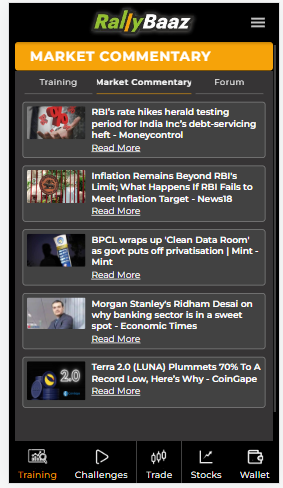 RallyBaaz
MARKET COMMENTARY
Training Market Commentary Forum
RBI's rate hikes herald testing
period for India Inc's debt-servicing
heft - Moneycontrol
Read More
Inflation Remains Beyond RBI's
Limit; What Happens If RBI Fails to
Meet Inflation Target - News18
Read More
BPCL wraps up 'Clean Data Room'
as govt puts off privatisation | Mint -
Mint
Read More
Morgan Stanley's Ridham Desai on
why banking sector is in a sweet
spot - Economic Times
Read More
2.0
Terra 2.0 (LUNA) Plummets 70% To A
Record Low, Here's Why - CoinGape
Read More
Training Challenges Trade Stocks Wallet